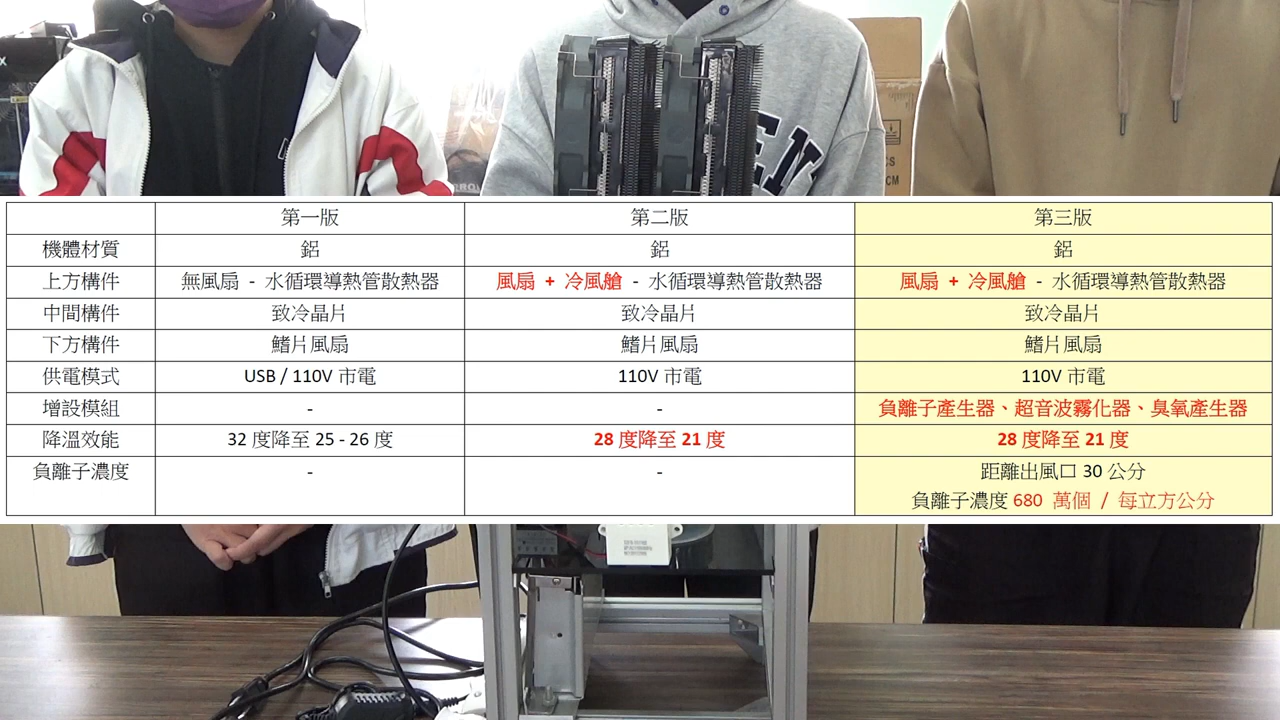 第一版 第二版 第三版
機體材質 鋁 鋁 鋁
上方構件 無風扇 - 水循環導熱管散熱器 風扇 + 冷風艙 - 水循環導熱管散熱器 風扇 + 冷風艙 - 水循環導熱管散熱器
中間構件 致冷晶片 致冷晶片 致冷晶片
下方構件 鰭片風扇 鰭片風扇 鰭片風扇
供電模式 USB / 110V 市電 110V 市電 110V 市電
增設模組 - - 負離子產生器、超音波霧化器、臭氧產生器
降溫效能 32 度降至 25 - 26 度 28 度降至 21 度 28 度降至 21 度
負離子濃度 - - 距離出風口 30 公分
負離子濃度 680 萬個 / 每立方公分